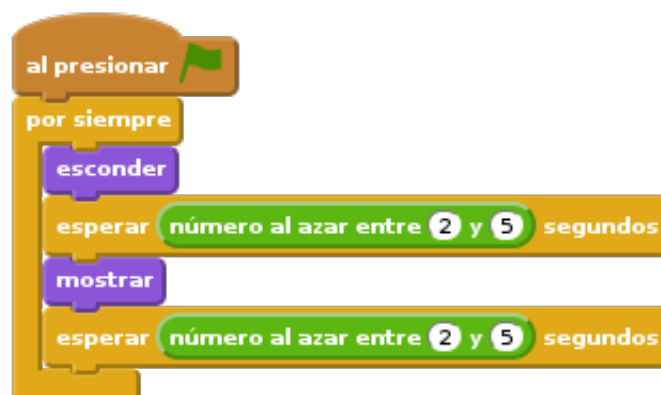 al presionar
por siempre
esconder
esperar número al azar entre 2 y 5 segundos
mostrar
esperar número al azar entre 2 y 5 segundos